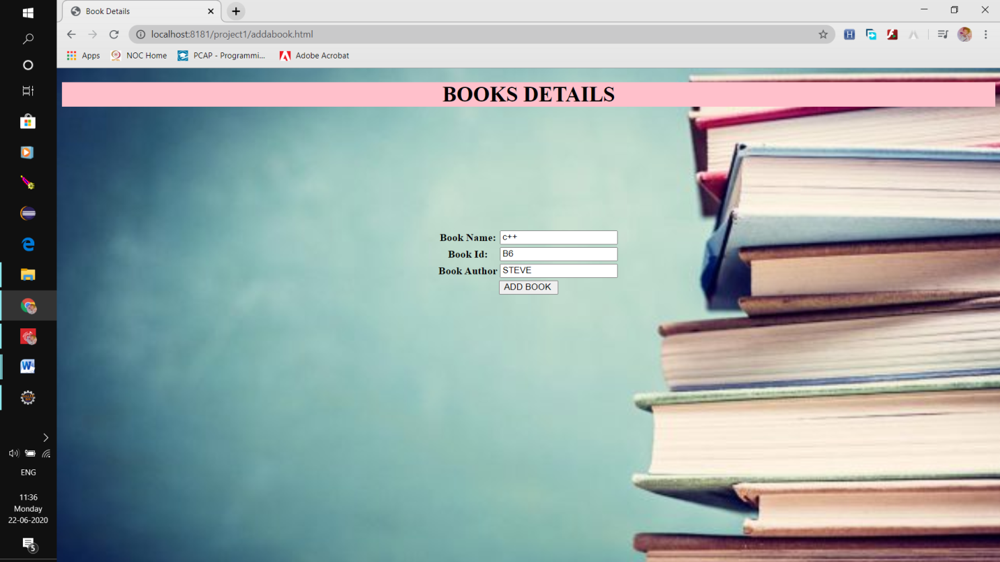 Book Details
localhost:8181/project1/addabook.html
Apps
NOC Home
PCAP - Programmi...
Adobe Acrobat
BOOKS DETAILS
Book Name: c++
Book Id: B6
Book Author STEVE
ADD BOOK
ENG
11:36
Monday
22-06-2020
5